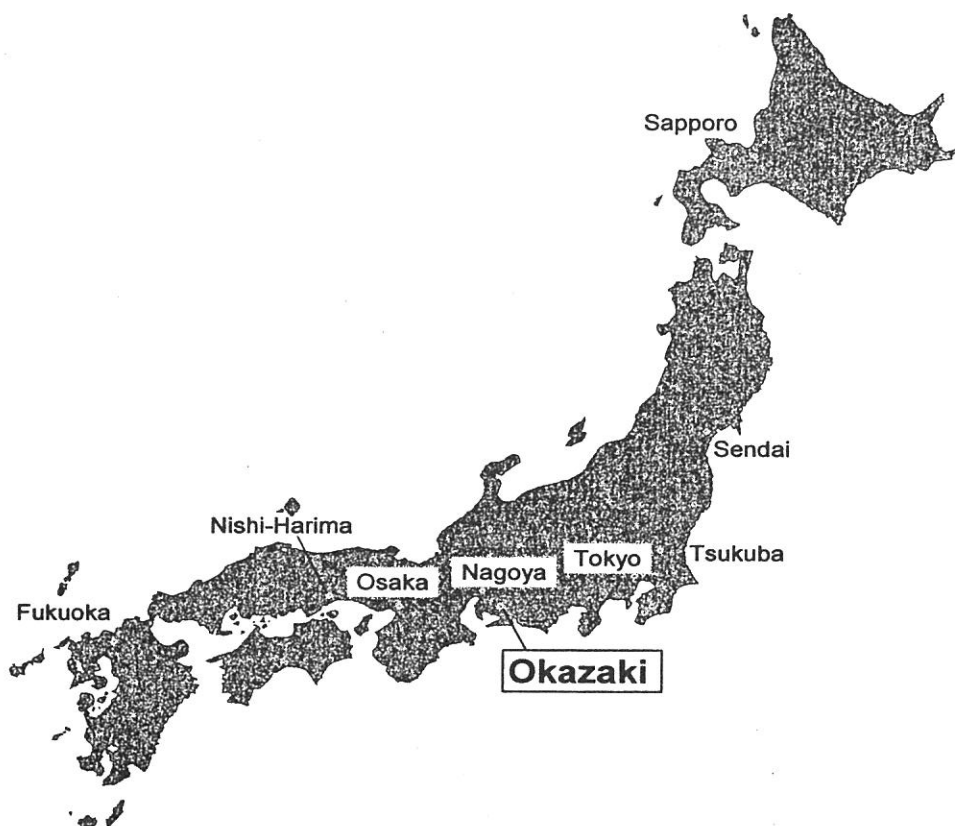 Sapporo
Sendai
Nishi-Harima
Tsukuba
Tokyo
Nagoya
Osaka
Fukuoka
Okazaki